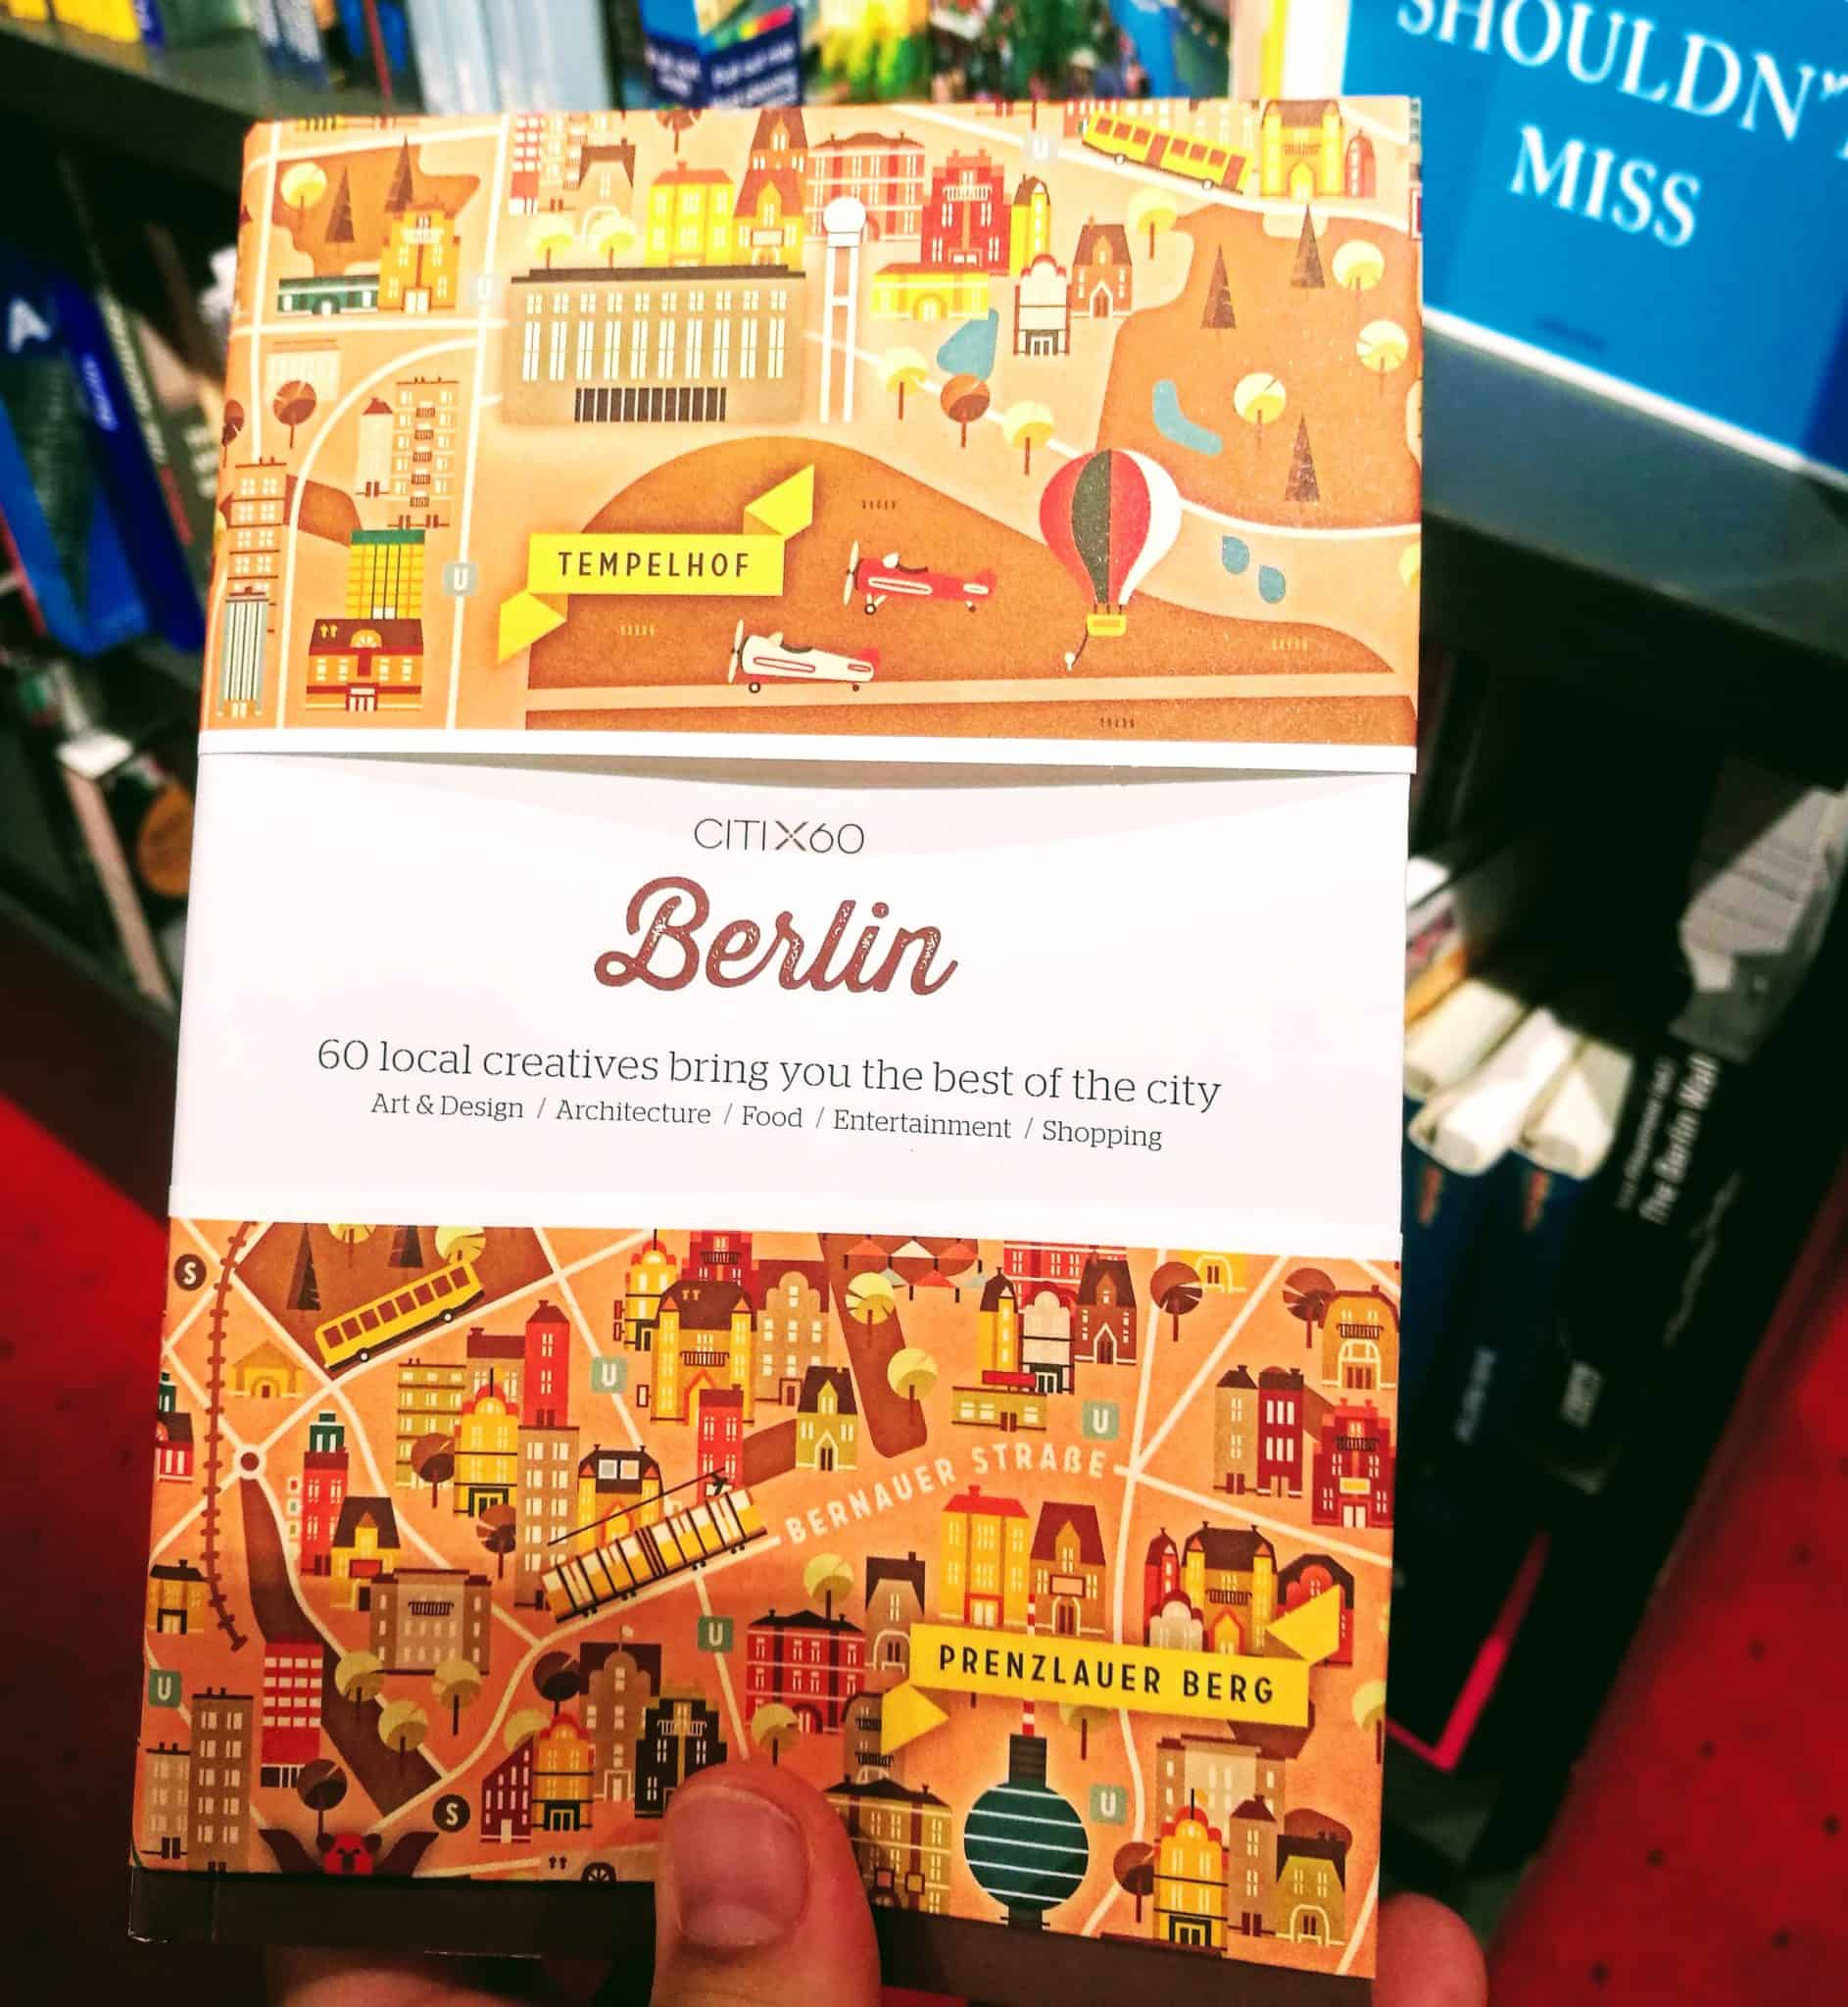 SHOULDN'T
MISS
A
U
U
TEMPELHOF
U
CITIX60
Berlin
60 local creatives bring you the best of the city
Art & Design / Architecture / Food / Entertainment / Shopping
The Berlin Wall
S
U
U
BERNAUER STRAßE
U
PRENZLAUER BERG
U
U
S